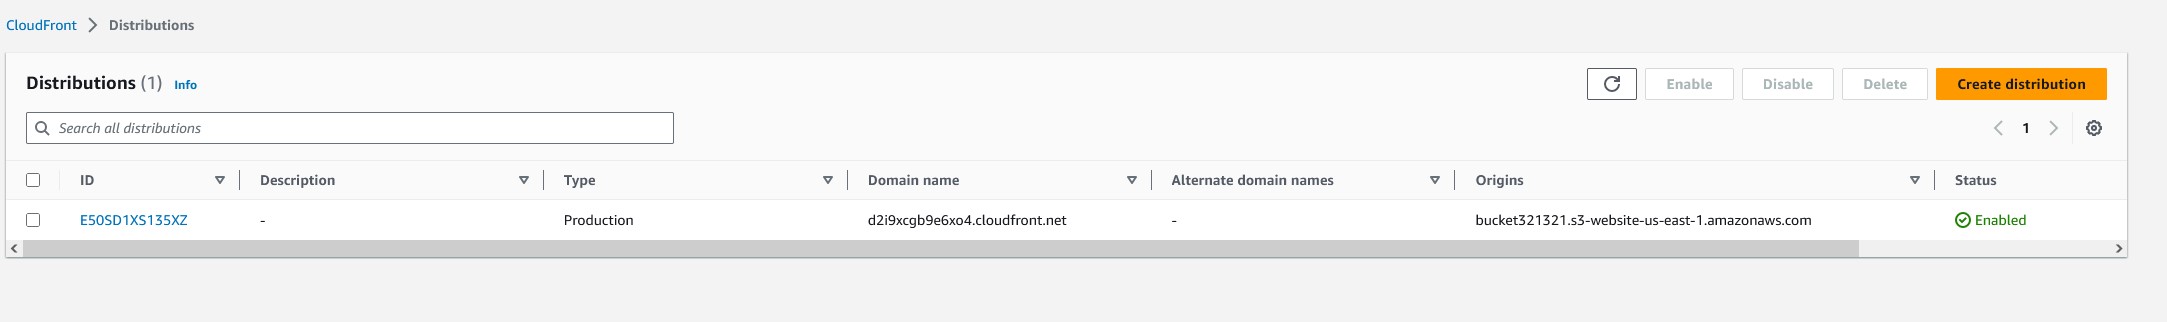 CloudFront > Distributions
Distributions (1) Info
Enable Disable Delete Create distribution
Search all distributions
1
ID Description Type Domain name Alternate domain names Origins Status
E50SD1XS135XZ - Production d2i9xcgb9e6xo4.cloudfront.net - bucket321321.s3-website-us-east-1.amazonaws.com Enabled